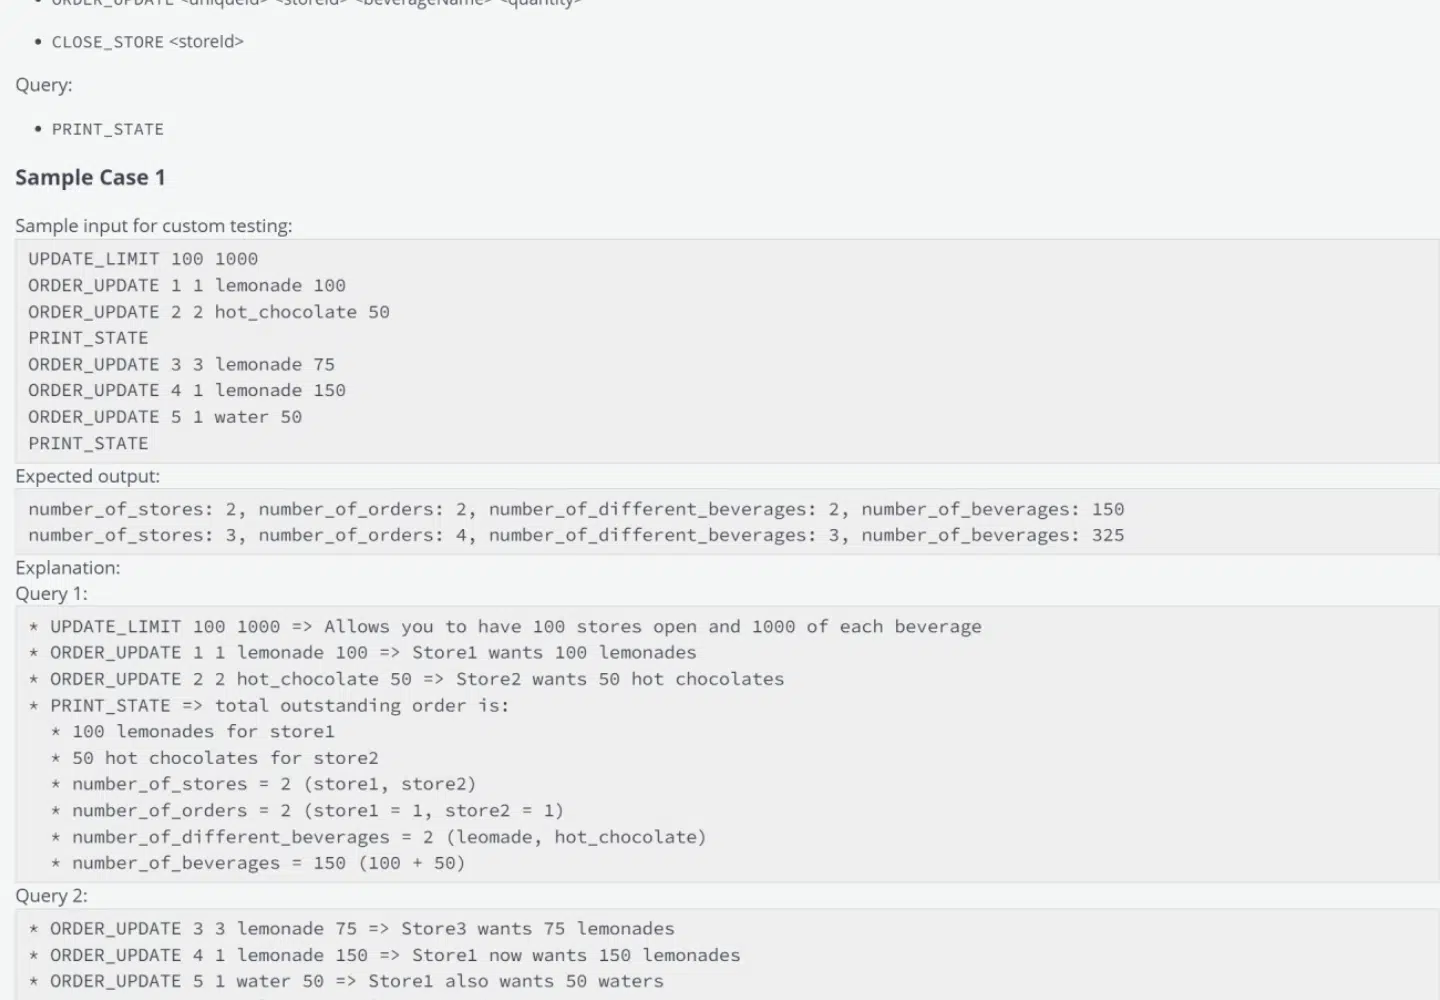 • ORDER_UPDATE <uniqueId> <storeId> <beverageName> <quantity>
• CLOSE_STORE <storeId>
Query:
• PRINT_STATE
Sample Case 1
Sample input for custom testing:
UPDATE_LIMIT 100 1000
ORDER_UPDATE 1 1 lemonade 100
ORDER_UPDATE 2 2 hot_chocolate 50
PRINT_STATE
ORDER_UPDATE 3 3 lemonade 75
ORDER_UPDATE 4 1 lemonade 150
ORDER_UPDATE 5 1 water 50
PRINT_STATE
Expected output:
number_of_stores: 2, number_of_orders: 2, number_of_different_beverages: 2, number_of_beverages: 150
number_of_stores: 3, number_of_orders: 4, number_of_different_beverages: 3, number_of_beverages: 325
Explanation:
Query 1:
* UPDATE_LIMIT 100 1000 => Allows you to have 100 stores open and 1000 of each beverage
* ORDER_UPDATE 1 1 lemonade 100 => Store1 wants 100 lemonades
* ORDER_UPDATE 2 2 hot_chocolate 50 => Store2 wants 50 hot chocolates
* PRINT_STATE => total outstanding order is:
* 100 lemonades for store1
* 50 hot chocolates for store2
* number_of_stores = 2 (store1, store2)
* number_of_orders = 2 (store1 = 1, store2 = 1)
* number_of_different_beverages = 2 (leomade, hot_chocolate)
* number_of_beverages = 150 (100 + 50)
Query 2:
* ORDER_UPDATE 3 3 lemonade 75 => Store3 wants 75 lemonades
* ORDER_UPDATE 4 1 lemonade 150 => Store1 now wants 150 lemonades
* ORDER_UPDATE 5 1 water 50 => Store1 also wants 50 waters